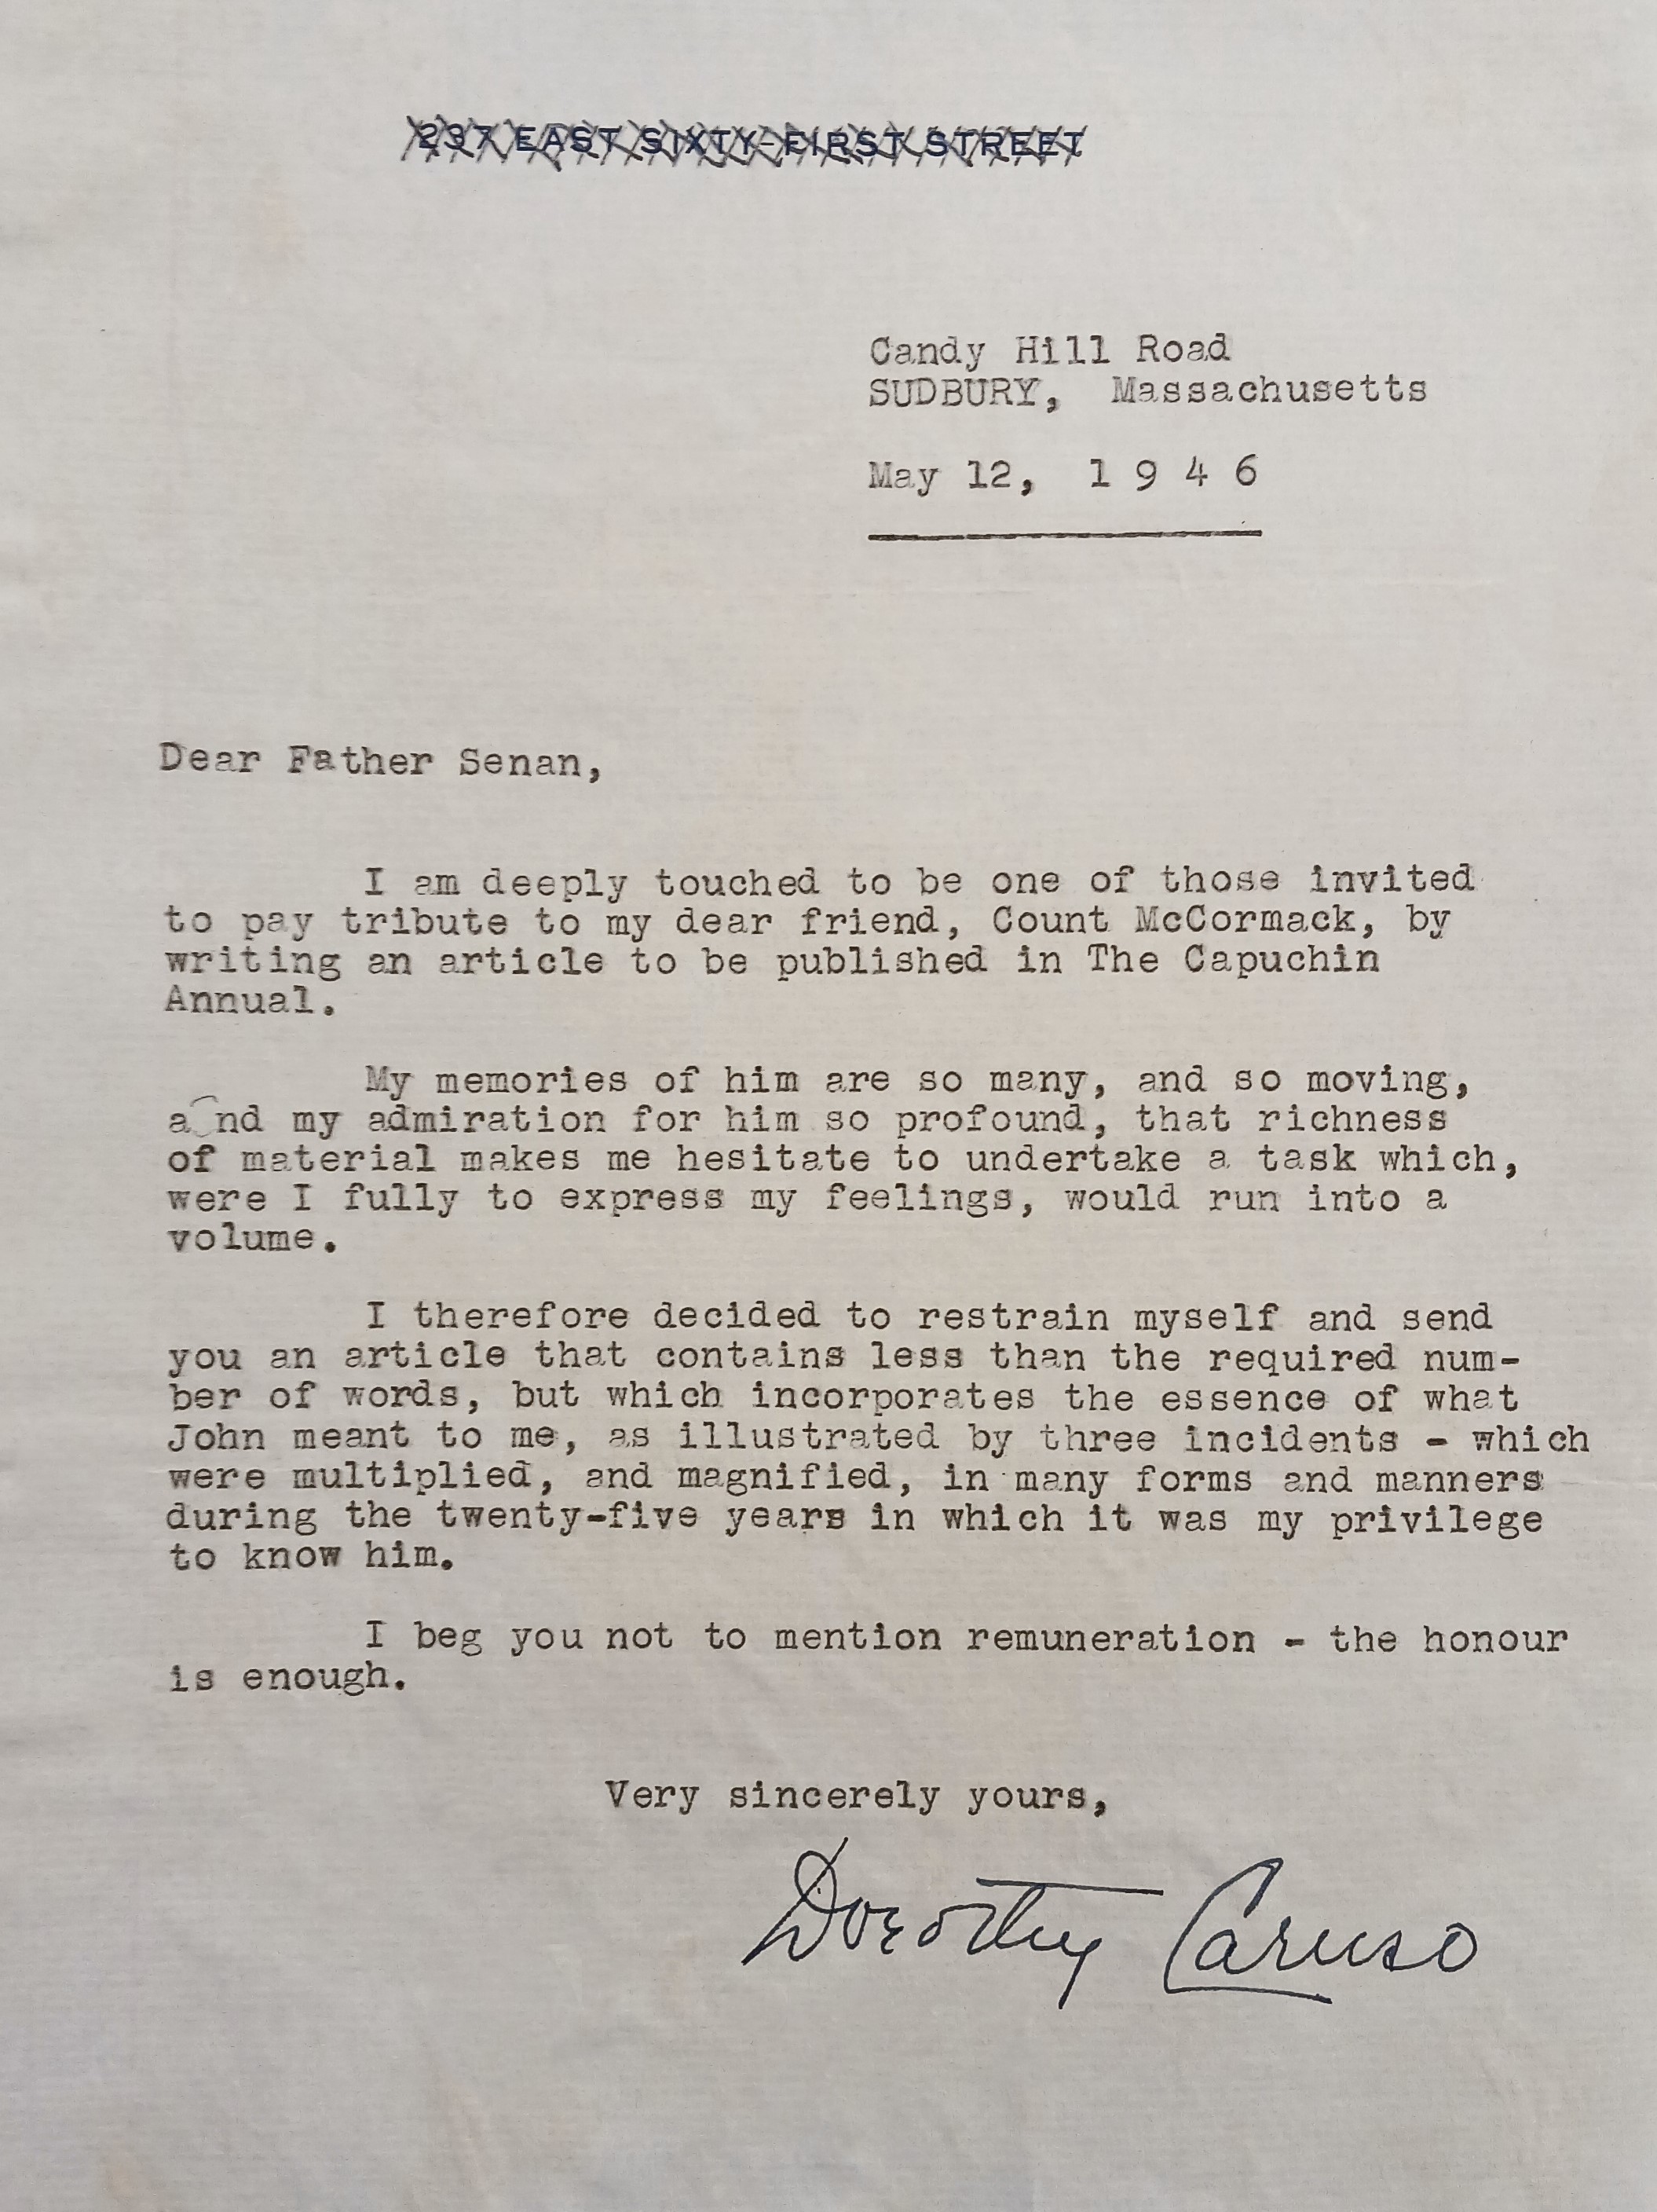 237 EAST SIXTY-FIRST STREET
Candy Hill Road
SUDBURY, Massachusetts
May 12, 1 9 4 6
Dear Father Senan,
I am deeply touched to be one of those invited
to pay tribute to my dear friend, Count McCormack, by
writing an article to be published in The Capuchin
Annual.
My memories of him are so many, and so moving,
a nd my admiration for him so profound, that richness
of material makes me hesitate to undertake a task which,
were I fully to express my feelings, would run into a
volume.
I therefore decided to restrain myself and send
you an article that contains less than the required num-
ber of words, but which incorporates the essence of what
John meant to me, as illustrated by three incidents - which
were multiplied, and magnified, in many forms and manners
during the twenty-five years in which it was my privilege
to know him.
I beg you not to mention remuneration - the honour
is enough.
Very sincerely yours,
Dorothy Caruso